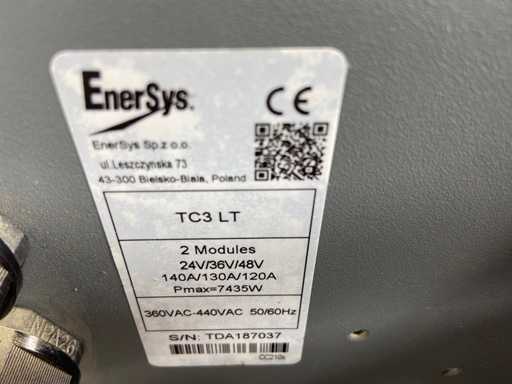 EnerSys.
CE
EnerSys Sp.z o.o.
ul.Leszczynska 73
43-300 Bielsko-Biala, Poland
TC3 LT
2 Modules
24V/36V/48V
140A/130A/120A
Pmax=7435W
360VAC-440VAC 50/60Hz
S/N: TDA187037